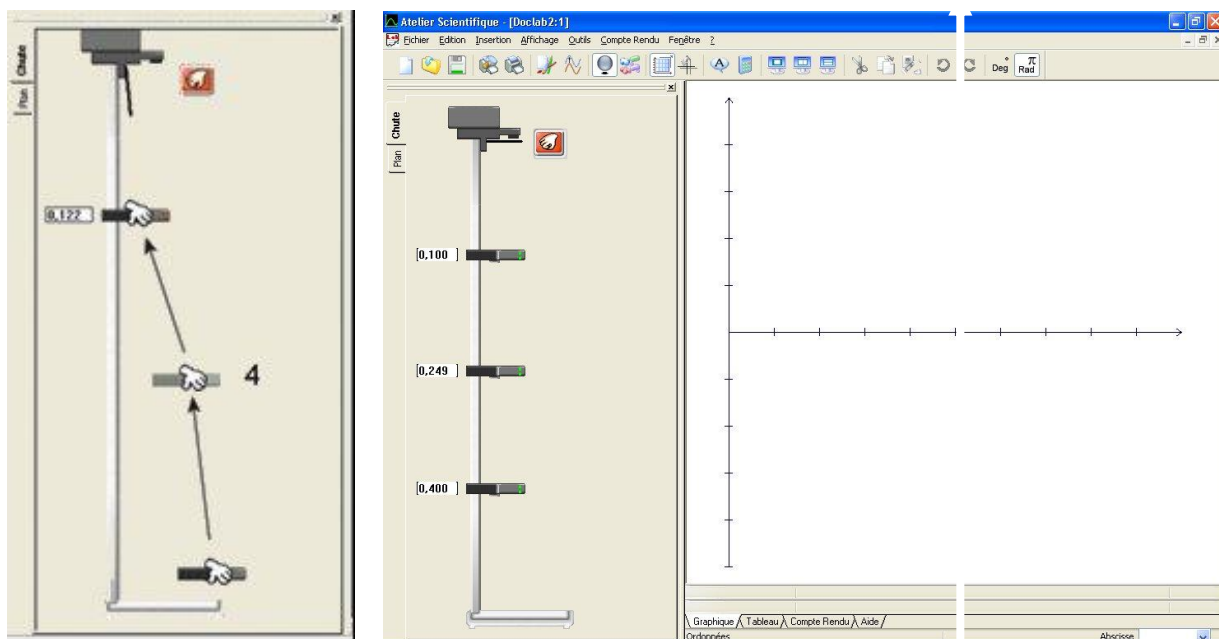 Chute
Plan
0,122
4
Atelier Scientifique - [Doclab2:1]
Fichier Edition Insertion Affichage Outils Compte Rendu Fenêtre ?
Deg° π Rad
Chute
Plan
[0,100 ]
[0,249 ]
[0,400 ]
Graphique Tableau Compte Rendu Aide
Ordonnées Abscisse